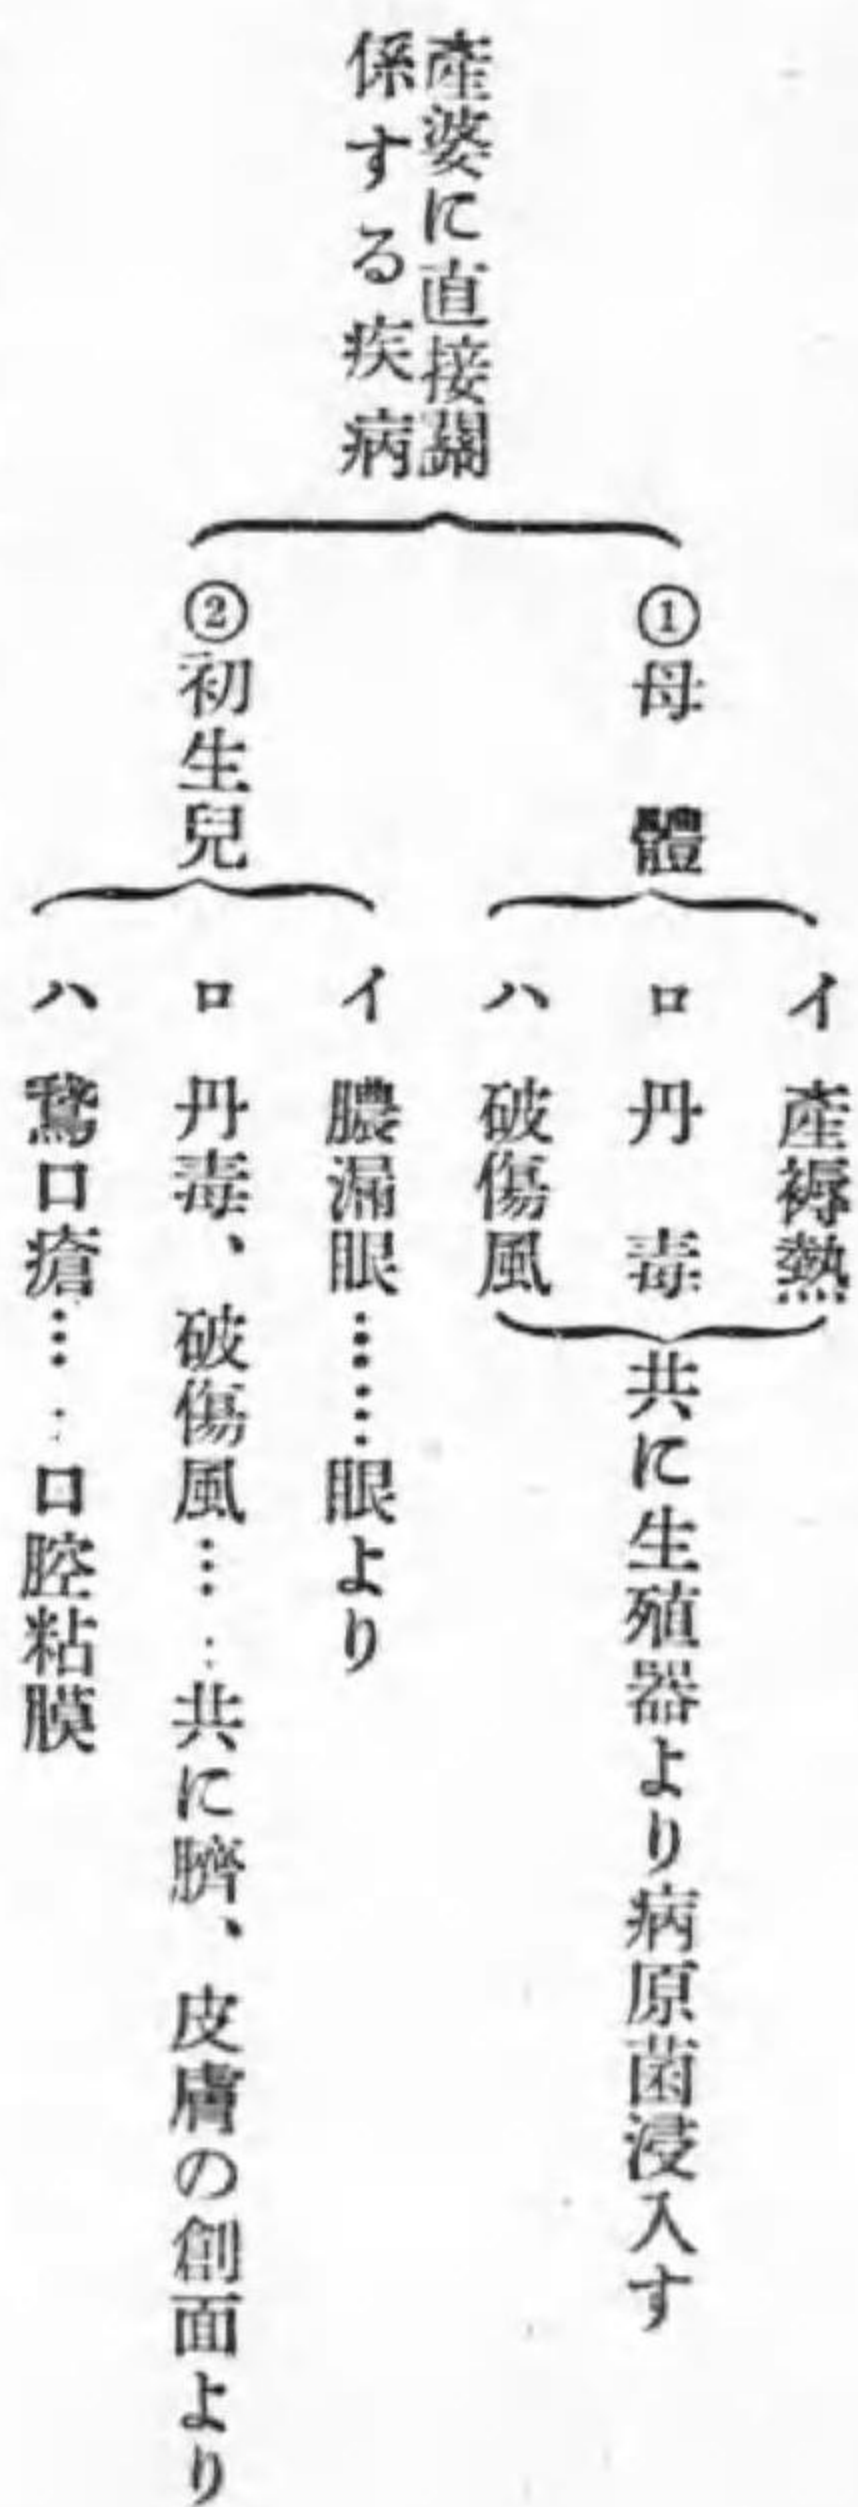 産婆に直接關
係する疾病
①母體
イ 産褥熱
ロ 丹毒
ハ 破傷風
共に生殖器より病原菌浸入す
②初生兒
イ 膿漏眼……眼より
ロ 丹毒、破傷風……共に臍、皮膚の創面より
ハ 鵞口瘡……口腔粘膜